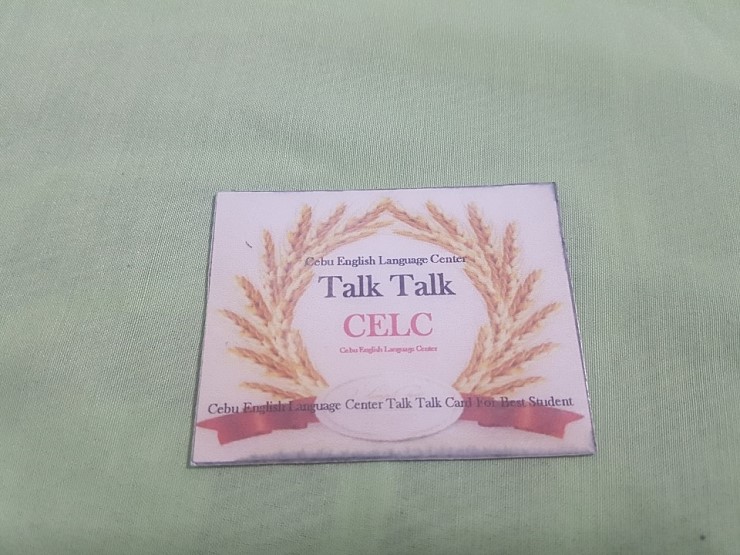 Cebu English Language Center
Talk Talk
CELC
Cebu English Language Center
Cebu English Language Center Talk Talk Card For Best Student